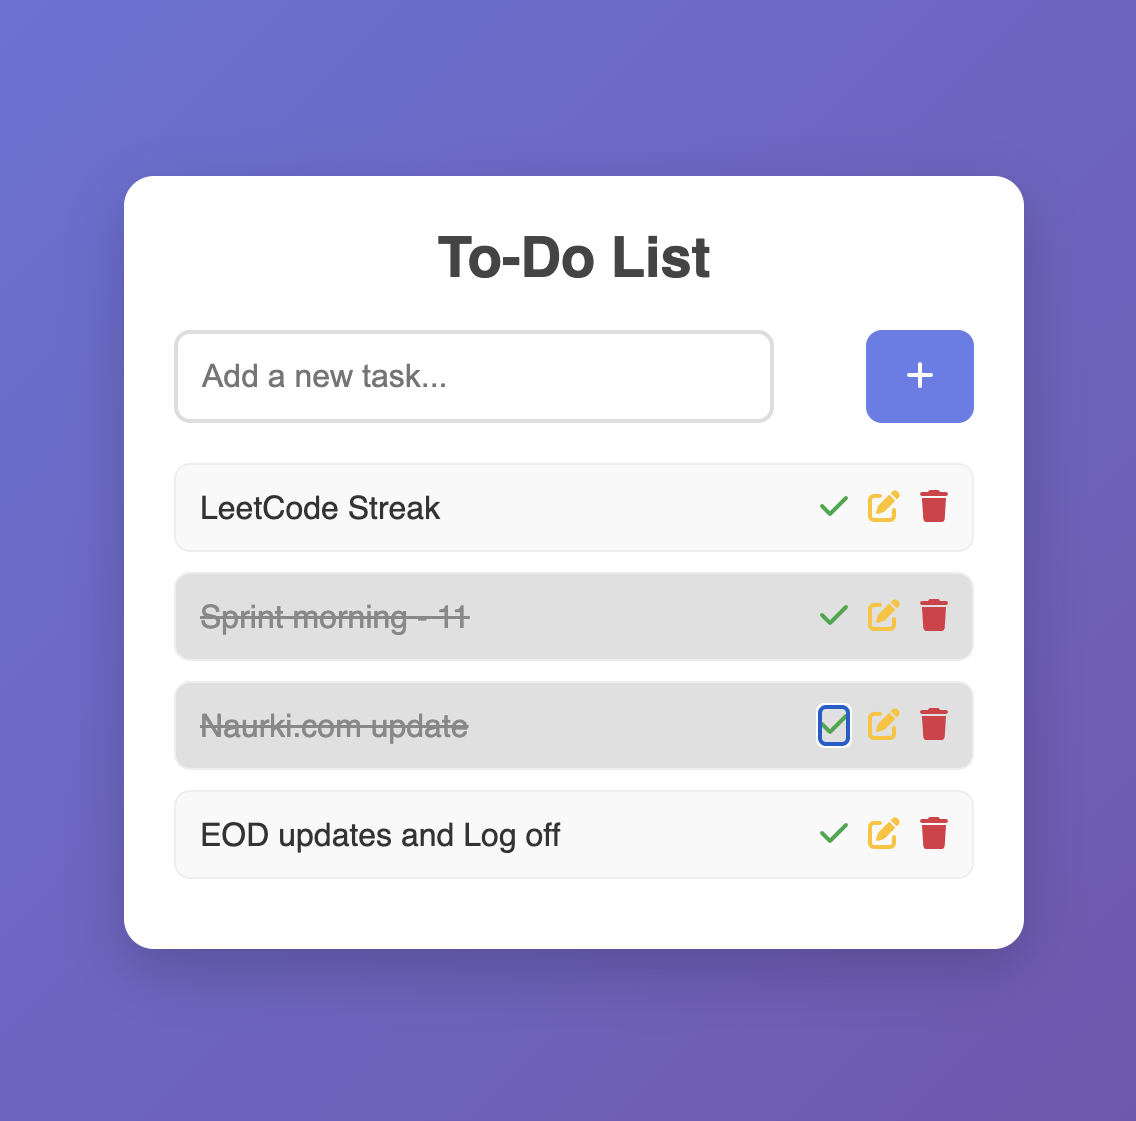 To-Do List
Add a new task...
+
LeetCode Streak
Sprint morning - 11
Naurki.com update
EOD updates and Log off